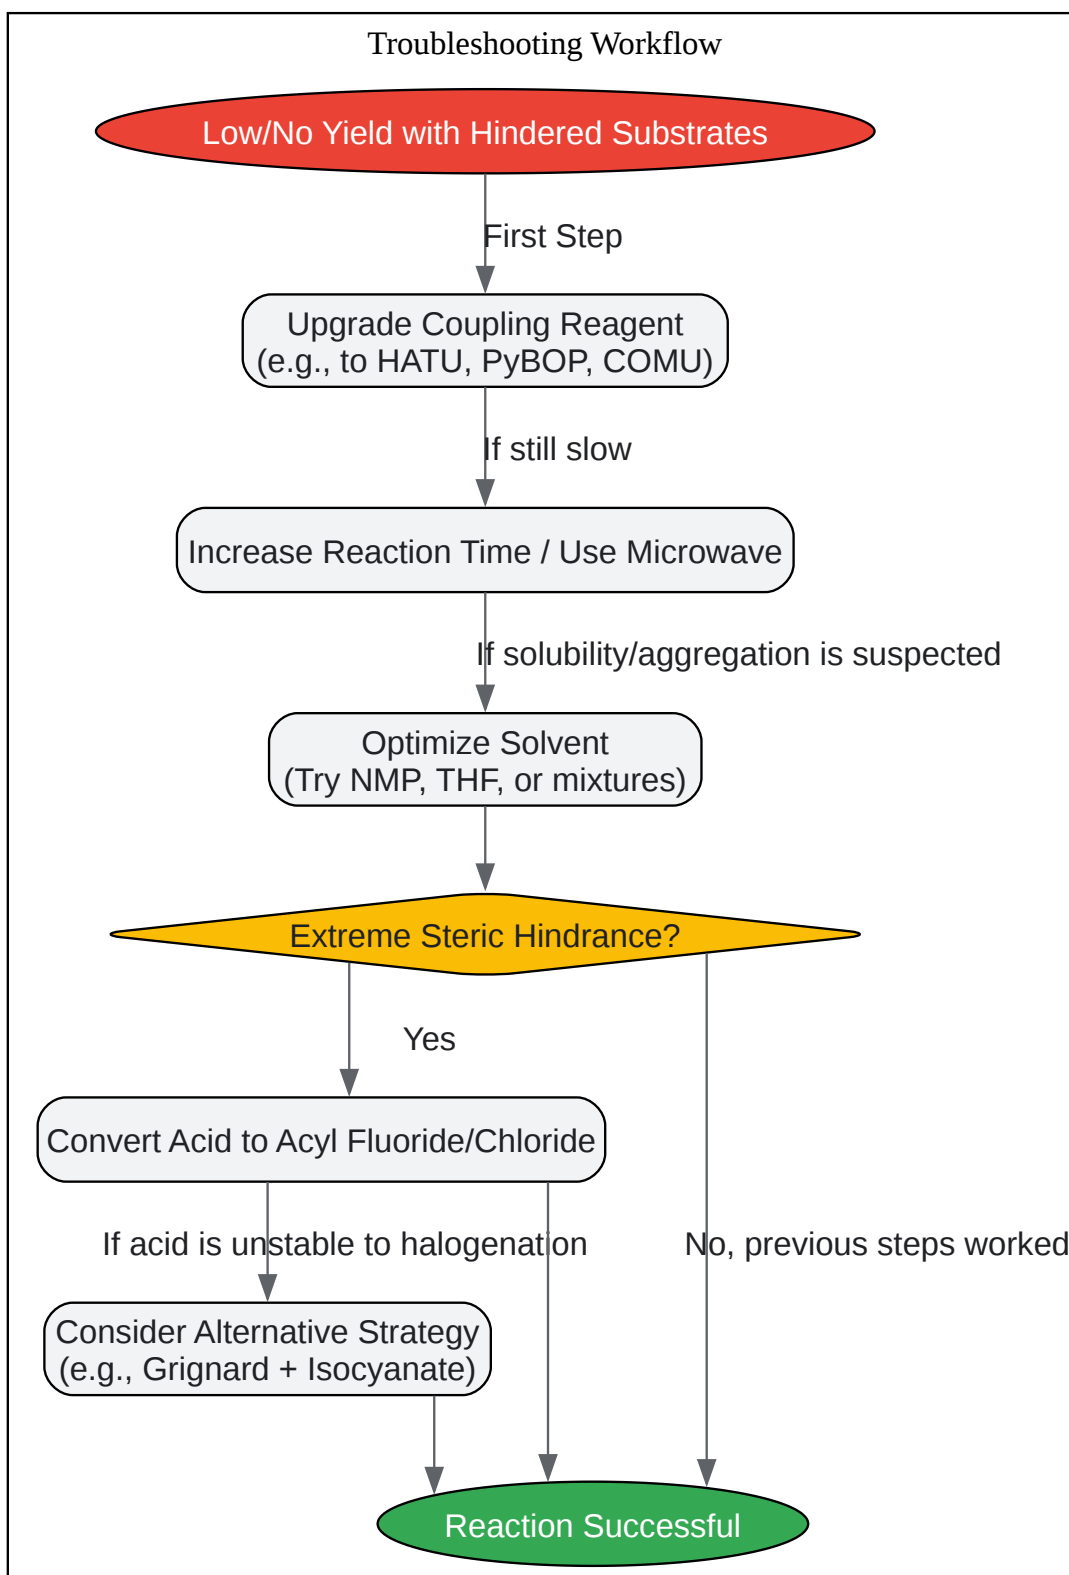 Troubleshooting Workflow
Low/No Yield with Hindered Substrates
First Step
Upgrade Coupling Reagent
(e.g., to HATU, PyBOP, COMU)
If still slow
Increase Reaction Time / Use Microwave
If solubility/aggregation is suspected
Optimize Solvent
(Try NMP, THF, or mixtures)
Extreme Steric Hindrance?
Yes
Convert Acid to Acyl Fluoride/Chloride
If acid is unstable to halogenation
No, previous steps worked
Consider Alternative Strategy
(e.g., Grignard + Isocyanate)
Reaction Successful